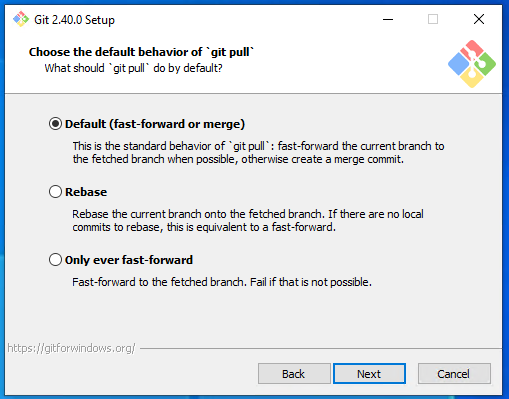 Git 2.40.0 Setup
Choose the default behavior of `git pull`
What should `git pull` do by default?
Default (fast-forward or merge)
This is the standard behavior of `git pull`: fast-forward the current branch to
the fetched branch when possible, otherwise create a merge commit.
Rebase
Rebase the current branch onto the fetched branch. If there are no local
commits to rebase, this is equivalent to a fast-forward.
Only ever fast-forward
Fast-forward to the fetched branch. Fail if that is not possible.
https://gitforwindows.org/
Back Next Cancel